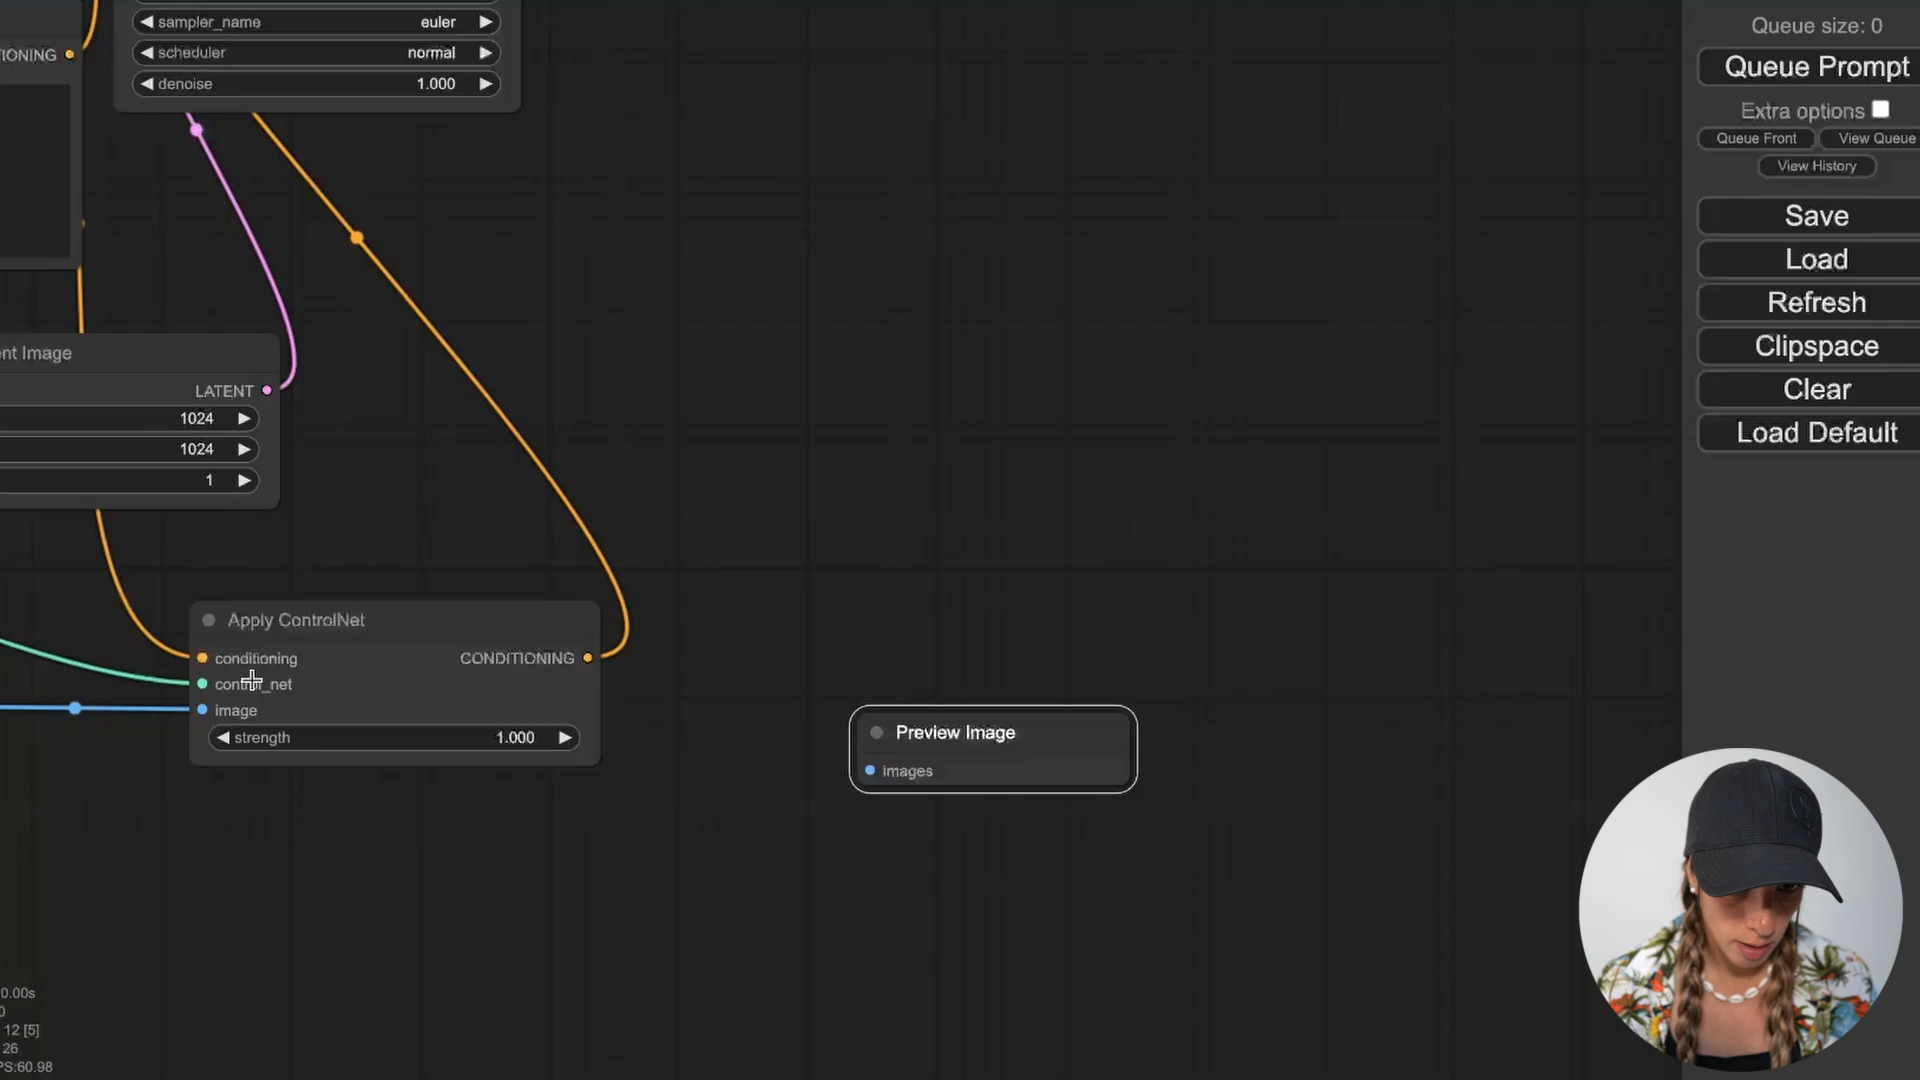 IONING
sampler_name euler
scheduler normal
denoise 1.000
nt Image
LATENT
1024
1024
1
Apply ControlNet
conditioning CONDITIONING
control_net
image
strength 1.000
Preview Image
images
Queue size: 0
Queue Prompt
Extra options
Queue Front View Queue
View History
Save
Load
Refresh
Clipspace
Clear
Load Default
0.00s
0
12 [5]
26
PS:60.98